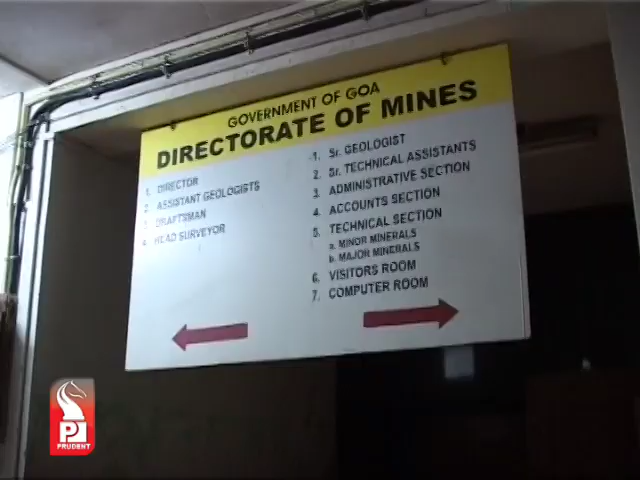 GOVERNMENT OF GOA
DIRECTORATE OF MINES
1. DIRECTOR
2. ASSISTANT GEOLOGISTS
3. DRAFTSMAN
4. HEAD SURVEYOR
1. Sr. GEOLOGIST
2. Sr. TECHNICAL ASSISTANTS
3. ADMINISTRATIVE SECTION
4. ACCOUNTS SECTION
5. TECHNICAL SECTION
a. MINOR MINERALS
b. MAJOR MINERALS
6. VISITORS ROOM
7. COMPUTER ROOM
PRUDENT